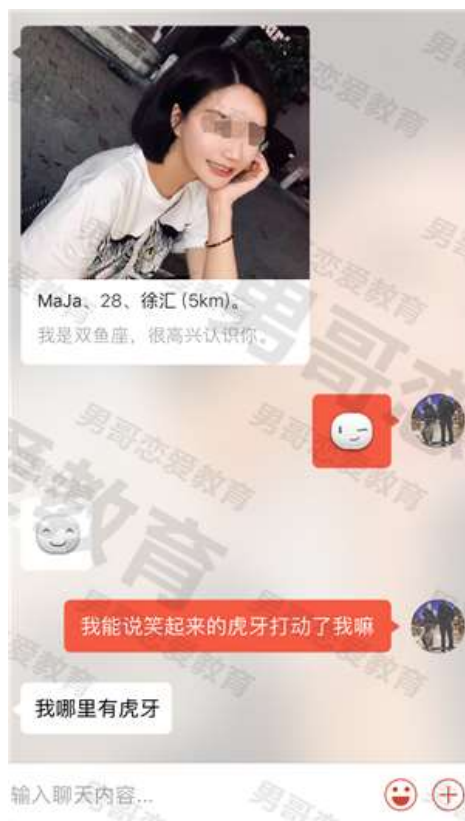 男哥恋爱教育
MaJa、28、徐汇 (5km)。
我是双鱼座，很高兴认识你。
我能说笑起来的虎牙打动了我嘛
我哪里有虎牙
输入聊天内容...